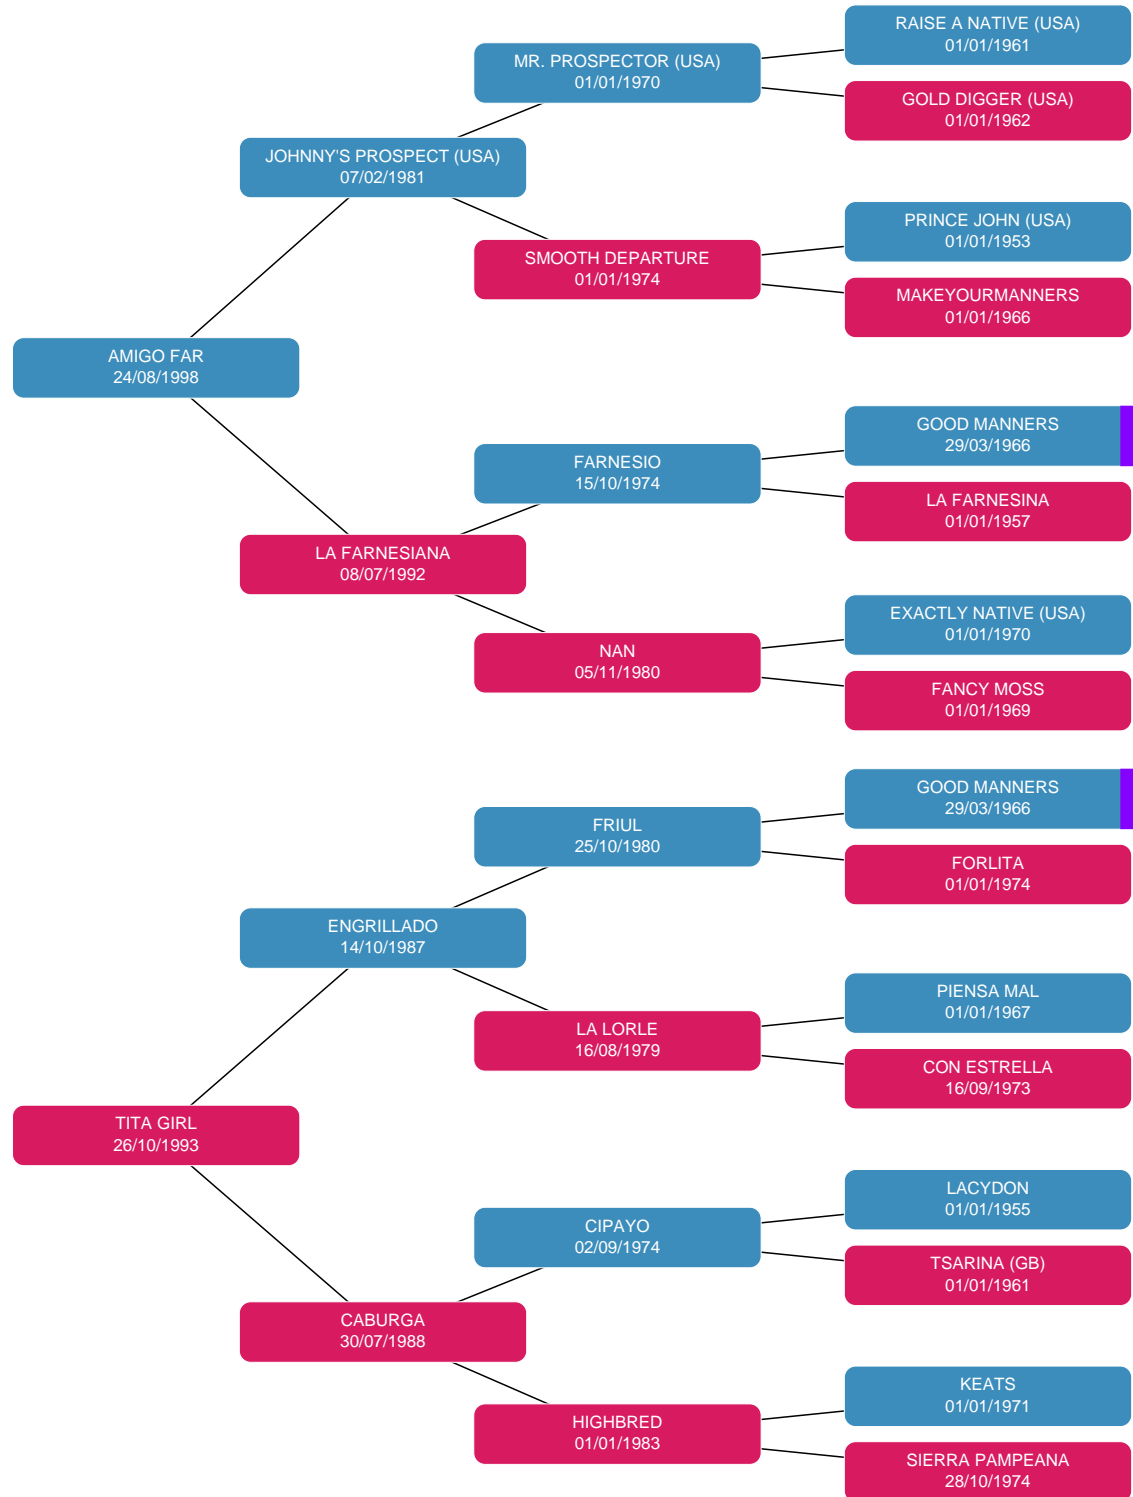 RAISE A NATIVE (USA)
01/01/1961
MR. PROSPECTOR (USA)
01/01/1970
GOLD DIGGER (USA)
01/01/1962
JOHNNY'S PROSPECT (USA)
07/02/1981
PRINCE JOHN (USA)
01/01/1953
SMOOTH DEPARTURE
01/01/1974
MAKEYOURMANNERS
01/01/1966
AMIGO FAR
24/08/1998
GOOD MANNERS
29/03/1966
FARNESIO
15/10/1974
LA FARNESINA
01/01/1957
LA FARNESIANA
08/07/1992
EXACTLY NATIVE (USA)
01/01/1970
NAN
05/11/1980
FANCY MOSS
01/01/1969
GOOD MANNERS
29/03/1966
FRIUL
25/10/1980
FORLITA
01/01/1974
ENGRILLADO
14/10/1987
PIENSA MAL
01/01/1967
LA LORLE
16/08/1979
CON ESTRELLA
16/09/1973
TITA GIRL
26/10/1993
LACYDON
01/01/1955
CIPAYO
02/09/1974
TSARINA (GB)
01/01/1961
CABURGA
30/07/1988
KEATS
01/01/1971
HIGHBRED
01/01/1983
SIERRA PAMPEANA
28/10/1974